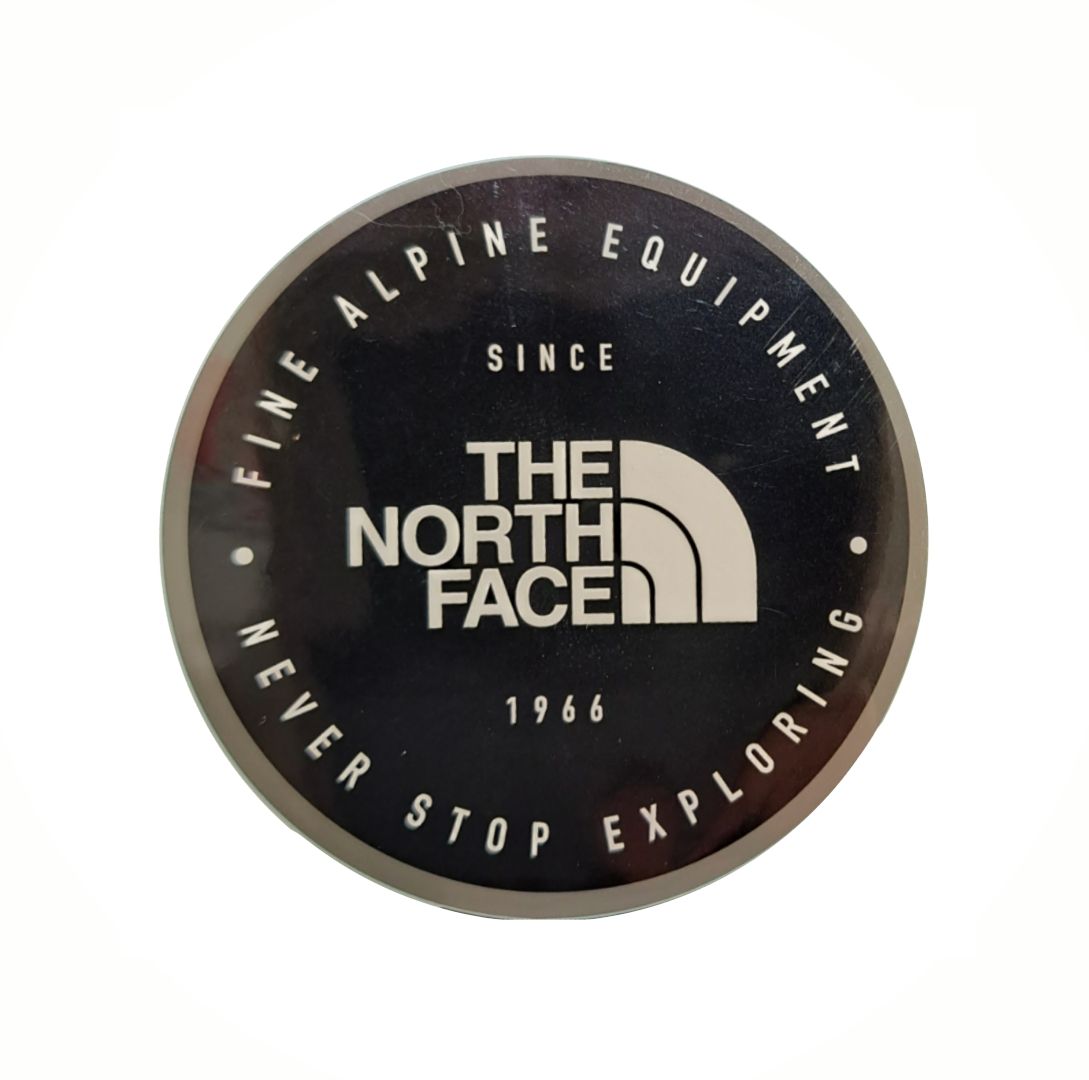 FINE ALPINE EQUIPMENT
SINCE
THE
NORTH
FACE
1966
NEVER STOP EXPLORING